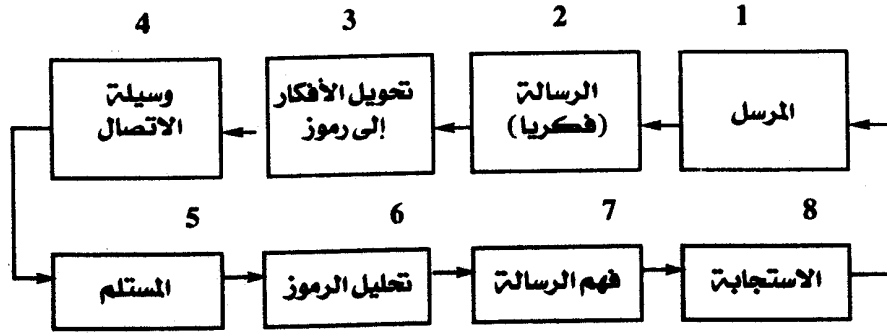 1
المرسل
2
الرسالة
(فكريا)
3
تحويل الأفكار
إلى رموز
4
وسيلة
الاتصال
5
المستلم
6
تحليل الرموز
7
فهم الرسالة
8
الاستجابة